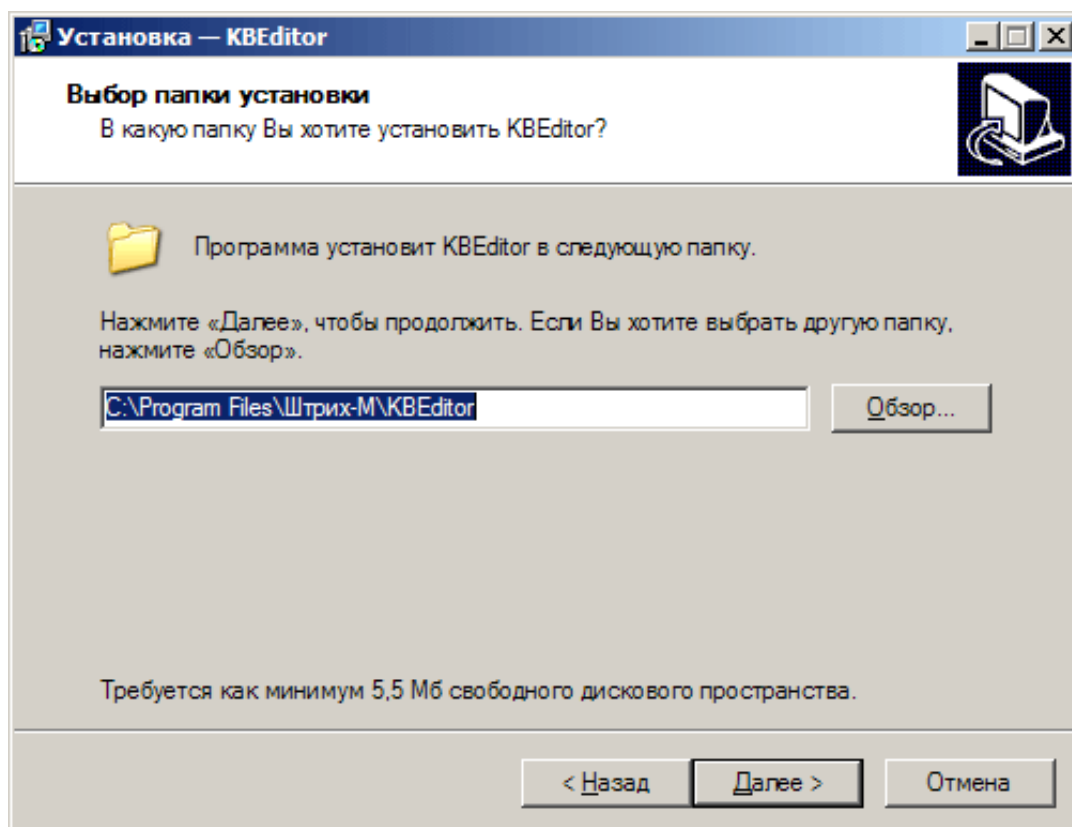 Установка — KBEditor
Выбор папки установки
В какую папку Вы хотите установить KBEditor?
Программа установит KBEditor в следующую папку.
Нажмите «Далее», чтобы продолжить. Если Вы хотите выбрать другую папку,
нажмите «Обзор».
C:\Program Files\Штрих-М\KBEditor
Обзор...
Требуется как минимум 5,5 Мб свободного дискового пространства.
< Назад
Далее >
Отмена